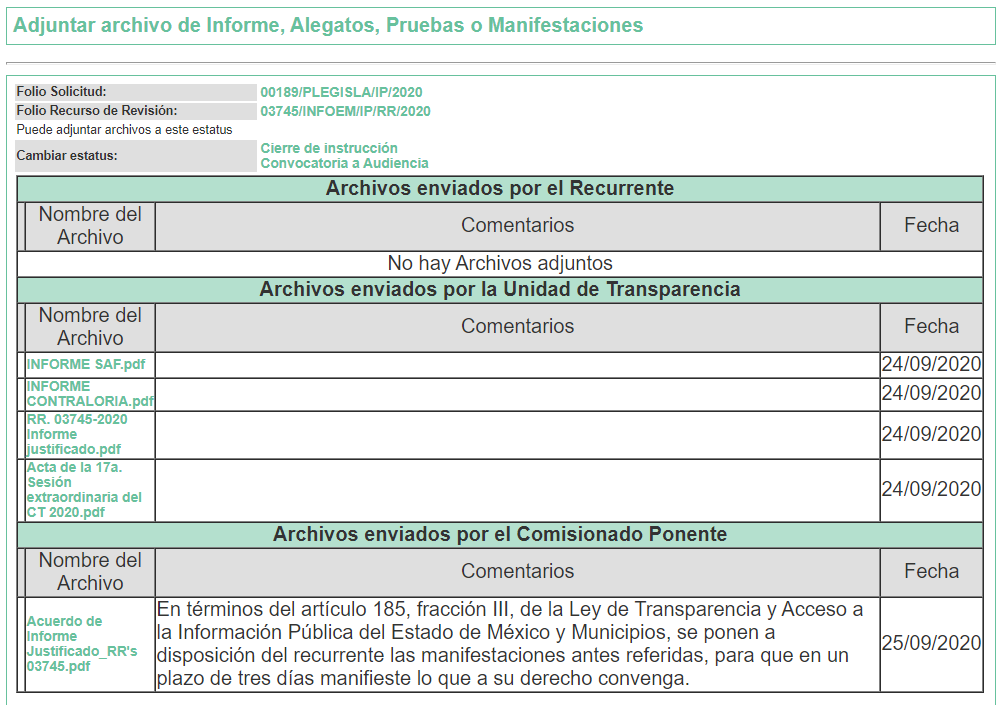 Adjuntar archivo de Informe, Alegatos, Pruebas o Manifestaciones
Folio Solicitud: 00189/PLEGISLA/IP/2020
Folio Recurso de Revisión: 03745/INFOEM/IP/RR/2020
Puede adjuntar archivos a este estatus
Cambiar estatus:
Cierre de instrucción
Convocatoria a Audiencia
Archivos enviados por el Recurrente
Nombre del
Archivo
Comentarios
Fecha
No hay Archivos adjuntos
Archivos enviados por la Unidad de Transparencia
Nombre del
Archivo
Comentarios
Fecha
INFORME SAF.pdf
24/09/2020
INFORME
CONTRALORIA.pdf
24/09/2020
RR. 03745-2020
Informe
justificado.pdf
24/09/2020
Acta de la 17a.
Sesión
extraordinaria del
CT 2020.pdf
24/09/2020
Archivos enviados por el Comisionado Ponente
Nombre del
Archivo
Comentarios
Fecha
Acuerdo de
Informe
Justificado_RR's
03745.pdf
En términos del artículo 185, fracción III, de la Ley de Transparencia y Acceso a
la Información Pública del Estado de México y Municipios, se ponen a
disposición del recurrente las manifestaciones antes referidas, para que en un
plazo de tres días manifieste lo que a su derecho convenga.
25/09/2020